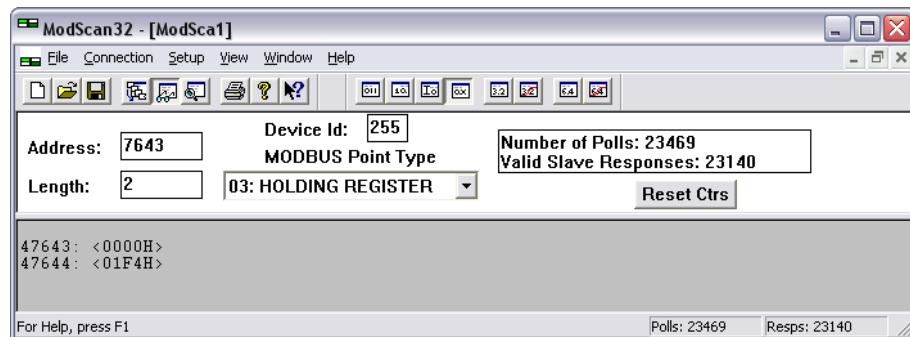 ModScan32 - [ModSca1]
File Connection Setup View Window Help
Address: 7643
Device Id: 255
MODBUS Point Type
Length: 2
03: HOLDING REGISTER
Number of Polls: 23469
Valid Slave Responses: 23140
Reset Ctrs
47643: <0000H>
47644: <01F4H>
For Help, press F1
Polls: 23469
Resps: 23140